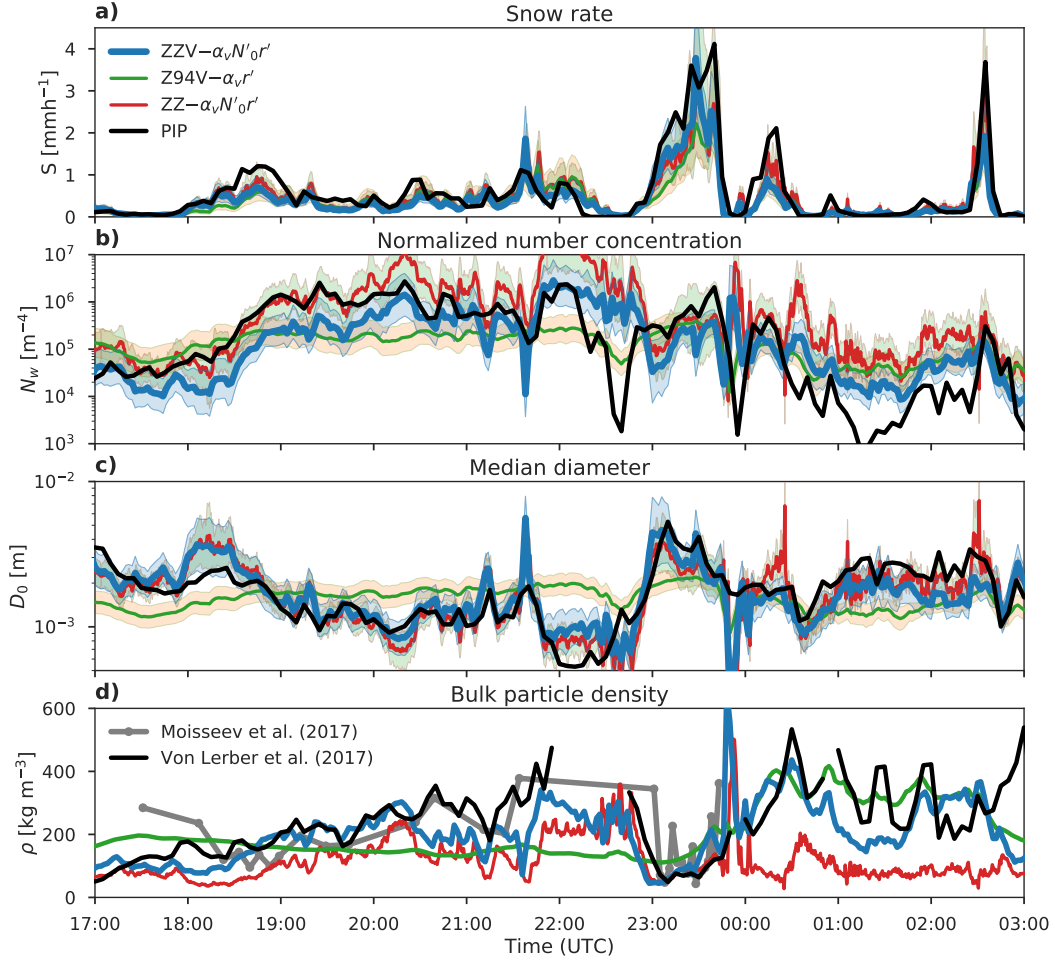 a)
Snow rate
S [mmh⁻¹]
4
3
2
1
0
ZZV−αᵥN'₀r'
Z94V−αᵥr'
ZZ−αᵥN'₀r'
PIP
b)
Normalized number concentration
N_w [m⁻⁴]
10⁷
10⁶
10⁵
10⁴
10³
c)
Median diameter
D₀ [m]
10⁻²
10⁻³
d)
Bulk particle density
ρ [kg m⁻³]
600
400
200
0
Moisseev et al. (2017)
Von Lerber et al. (2017)
17:00 18:00 19:00 20:00 21:00 22:00 23:00 00:00 01:00 02:00 03:00
Time (UTC)